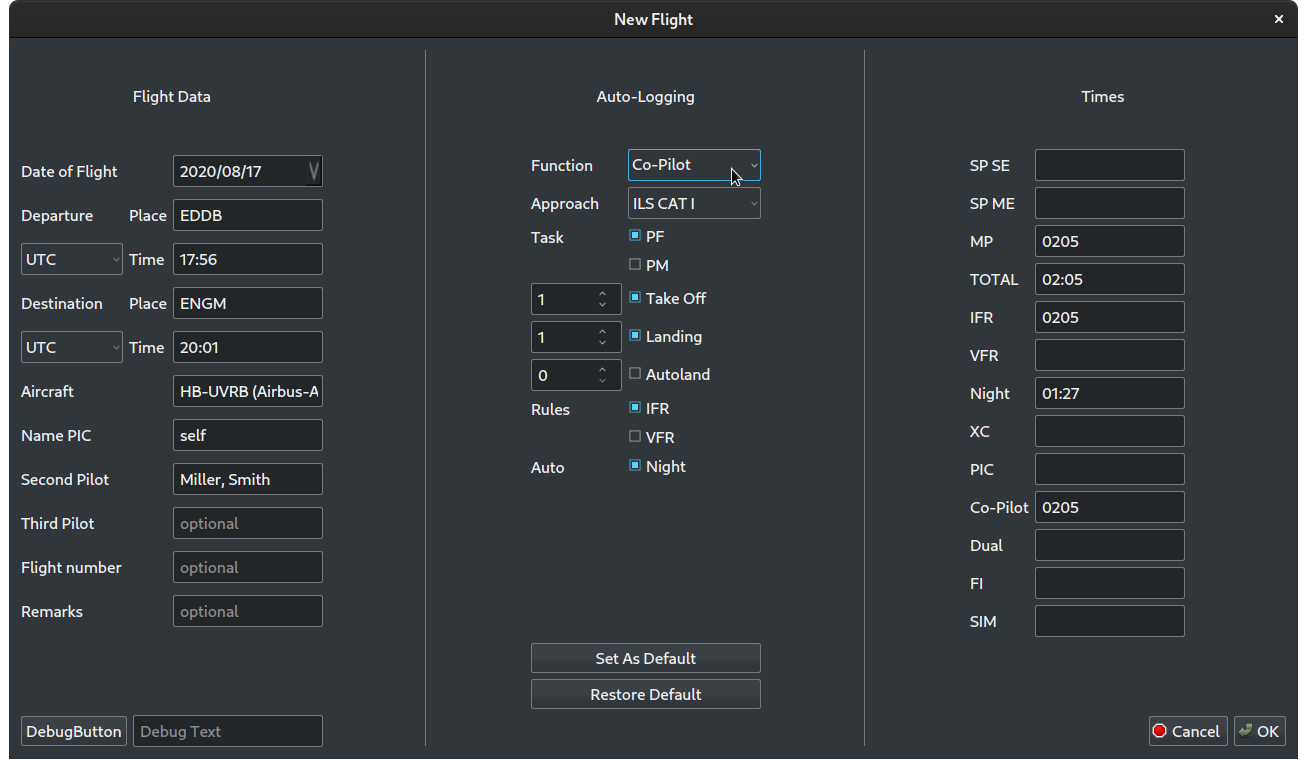 New Flight
Flight Data
Date of Flight 2020/08/17
Departure Place EDDB
UTC Time 17:56
Destination Place ENGM
UTC Time 20:01
Aircraft HB-UVRB (Airbus-A
Name PIC self
Second Pilot Miller, Smith
Third Pilot optional
Flight number optional
Remarks optional
DebugButton Debug Text
Auto-Logging
Function Co-Pilot
Approach ILS CAT I
Task PF
PM
1 Take Off
1 Landing
0 Autoland
Rules IFR
VFR
Auto Night
Set As Default
Restore Default
Times
SP SE
SP ME
MP 0205
TOTAL 02:05
IFR 0205
VFR
Night 01:27
XC
PIC
Co-Pilot 0205
Dual
FI
SIM
Cancel OK